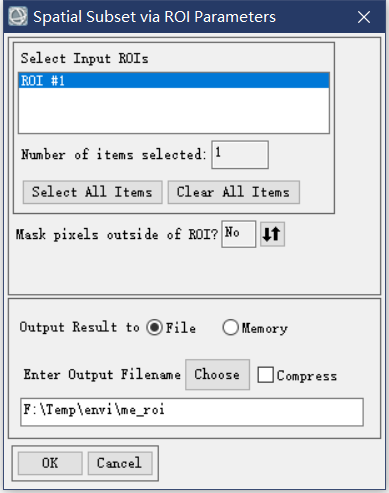 Spatial Subset via ROI Parameters
Select Input ROIs
ROI #1
Number of items selected: 1
Select All Items Clear All Items
Mask pixels outside of ROI? No
Output Result to File Memory
Enter Output Filename Choose Compress
F:\Temp\envi\me_roi
OK Cancel